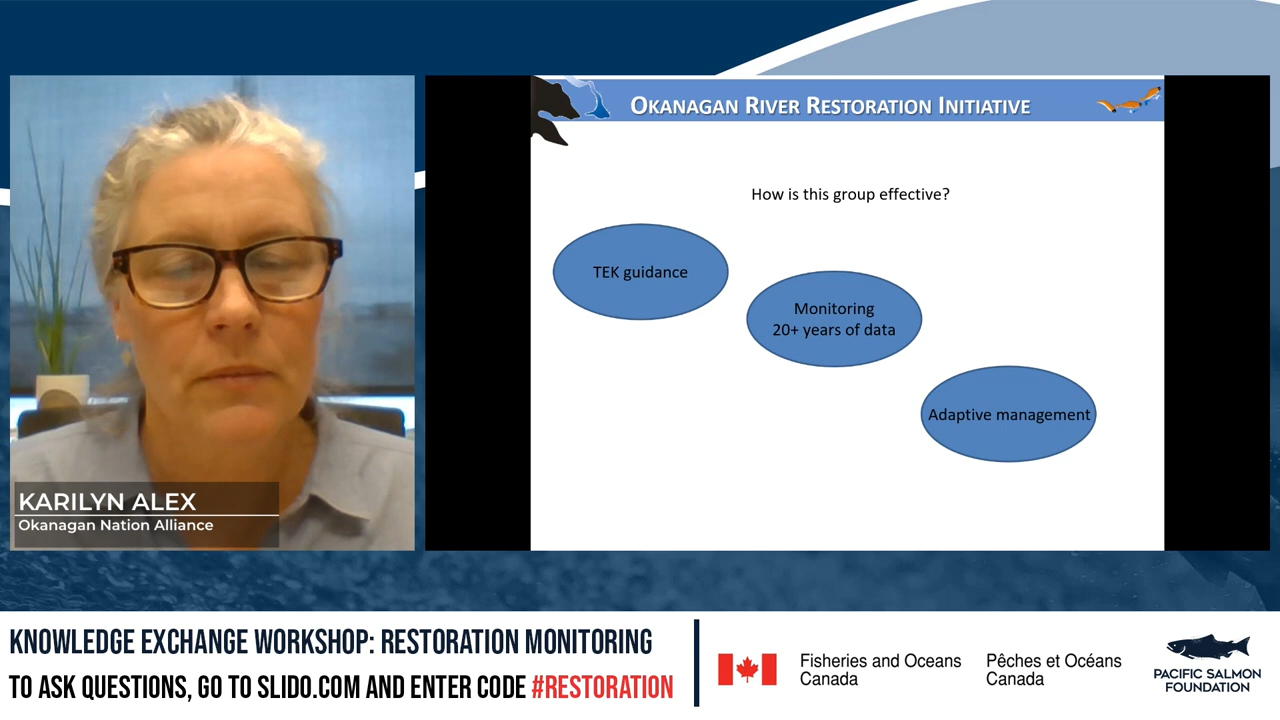 OKANAGAN RIVER RESTORATION INITIATIVE
How is this group effective?
TEK guidance
Monitoring
20+ years of data
Adaptive management
KARILYN ALEX
Okanagan Nation Alliance
KNOWLEDGE EXCHANGE WORKSHOP: RESTORATION MONITORING
TO ASK QUESTIONS, GO TO SLIDO.COM AND ENTER CODE #RESTORATION
Fisheries and Oceans
Canada
Pêches et Océans
Canada
PACIFIC SALMON
FOUNDATION